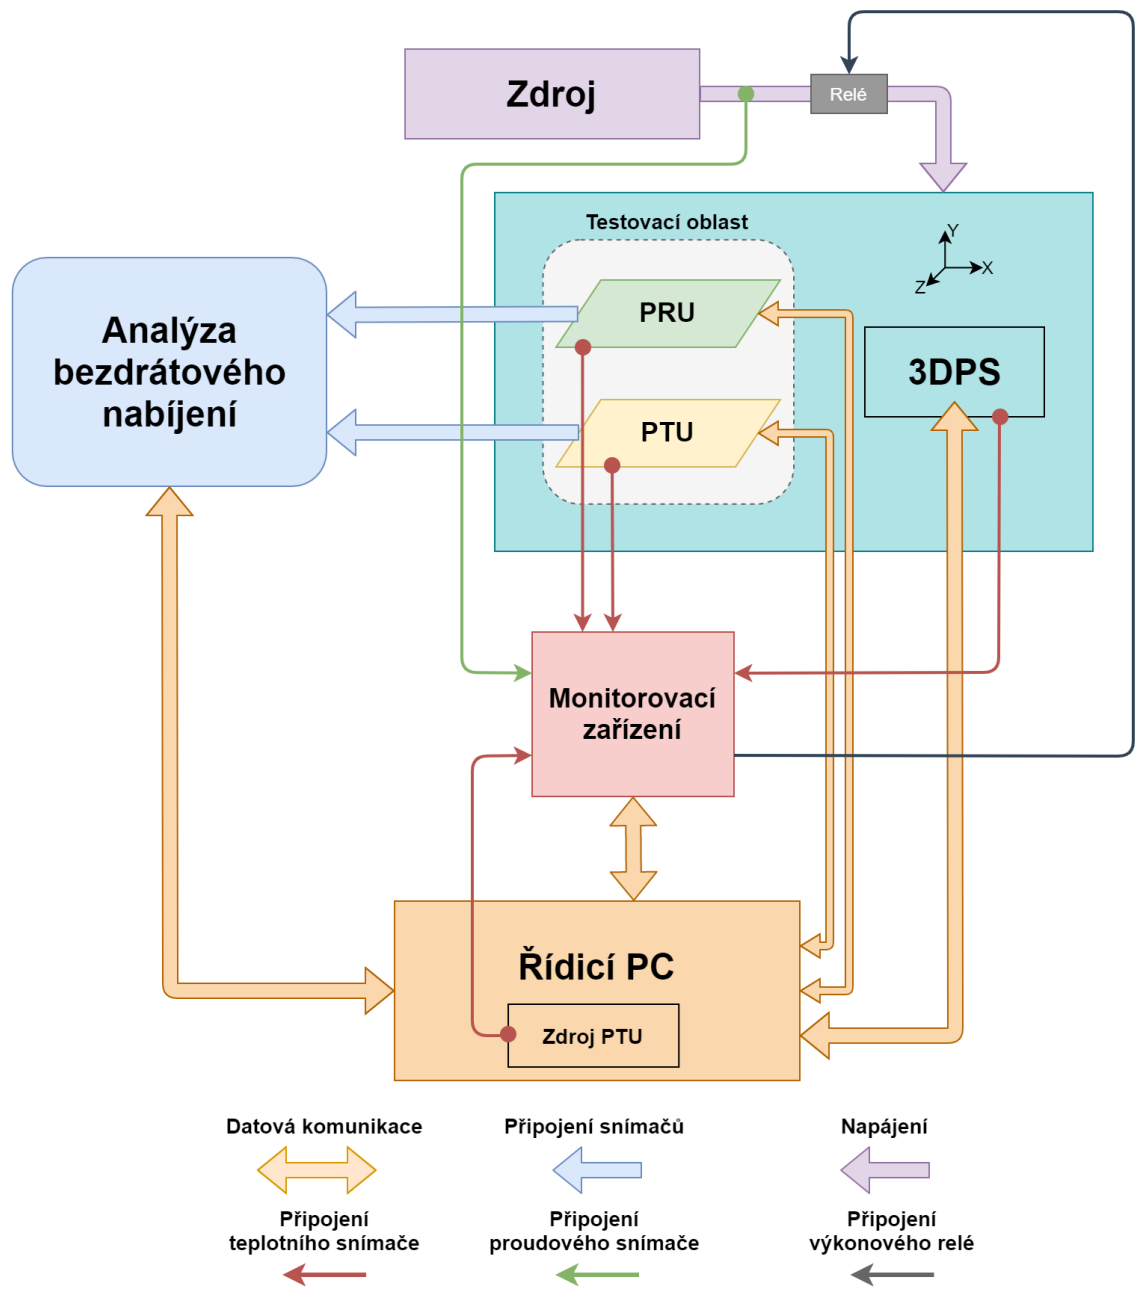 Zdroj
Relé
Testovací oblast
Y
X
Z
PRU
3DPS
PTU
Analýza
bezdrátového
nabíjení
Monitorovací
zařízení
Řídicí PC
Zdroj PTU
Datová komunikace
Připojení snímačů
Napájení
Připojení
teplotního snímače
Připojení
proudového snímače
Připojení
výkonového relé